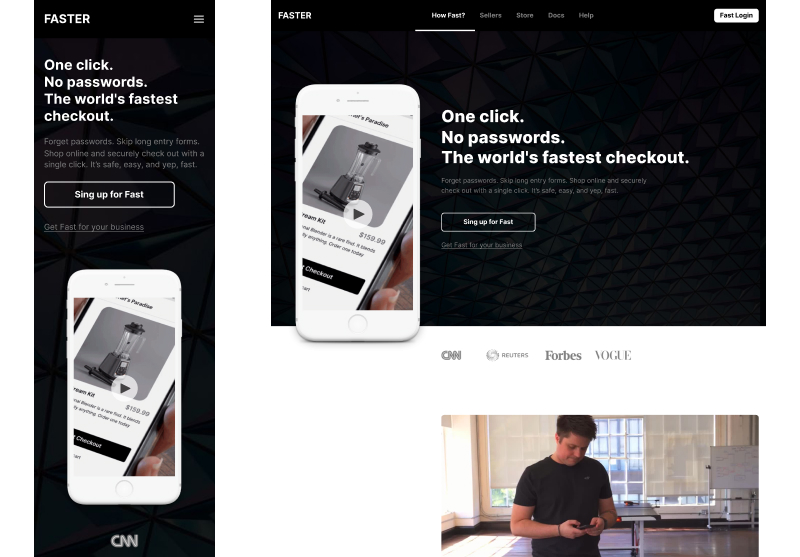 FASTER
One click.
No passwords.
The world's fastest
checkout.
Forget passwords. Skip long entry forms.
Shop online and securely check out with a
single click. It's safe, easy, and yep, fast.
Sing up for Fast
Get Fast for your business
's Paradise
ream Kit
$159.99
nal Blender is a rare find. It blends
tly anything. Order one today
Checkout
art
CNN
FASTER
How Fast? Sellers Store Docs Help
Fast Login
One click.
No passwords.
The world's fastest checkout.
Forget passwords. Skip long entry forms. Shop online and securely
check out with a single click. It's safe, easy, and yep, fast.
Sing up for Fast
Get Fast for your business
's Paradise
ream Kit
$159.99
nal Blender is a rare find. It blends
tly anything. Order one today
Checkout
art
CNN REUTERS Forbes VOGUE